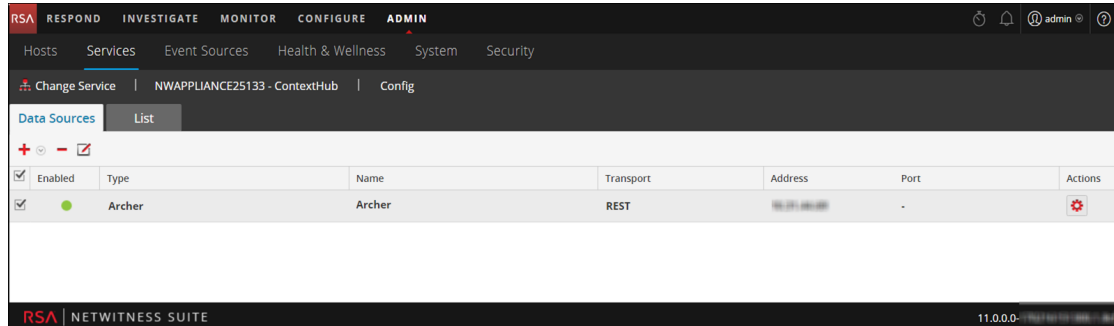 RSA RESPOND INVESTIGATE MONITOR CONFIGURE ADMIN admin ?
Hosts Services Event Sources Health & Wellness System Security
Change Service | NWAPPLIANCE25133 - ContextHub | Config
Data Sources List
Enabled Type Name Transport Address Port Actions
Archer Archer REST -
RSA | NETWITNESS SUITE 11.0.0.0-